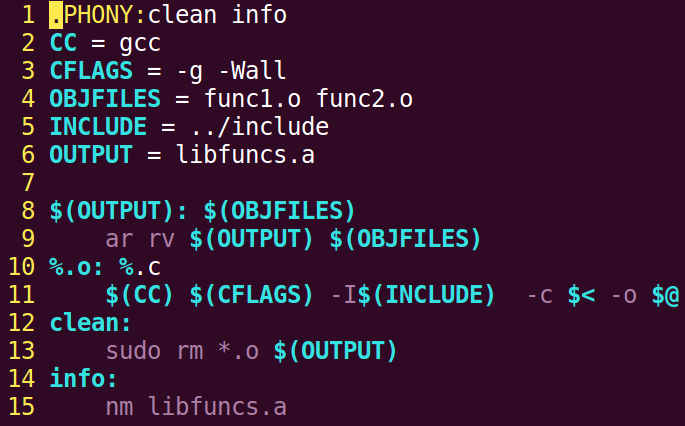 1 .PHONY:clean info
2 CC = gcc
3 CFLAGS = -g -Wall
4 OBJFILES = func1.o func2.o
5 INCLUDE = ../include
6 OUTPUT = libfuncs.a
7
8 $(OUTPUT): $(OBJFILES)
9     ar rv $(OUTPUT) $(OBJFILES)
10 %.o: %.c
11     $(CC) $(CFLAGS) -I$(INCLUDE)  -c $< -o $@
12 clean:
13     sudo rm *.o $(OUTPUT)
14 info:
15     nm libfuncs.a